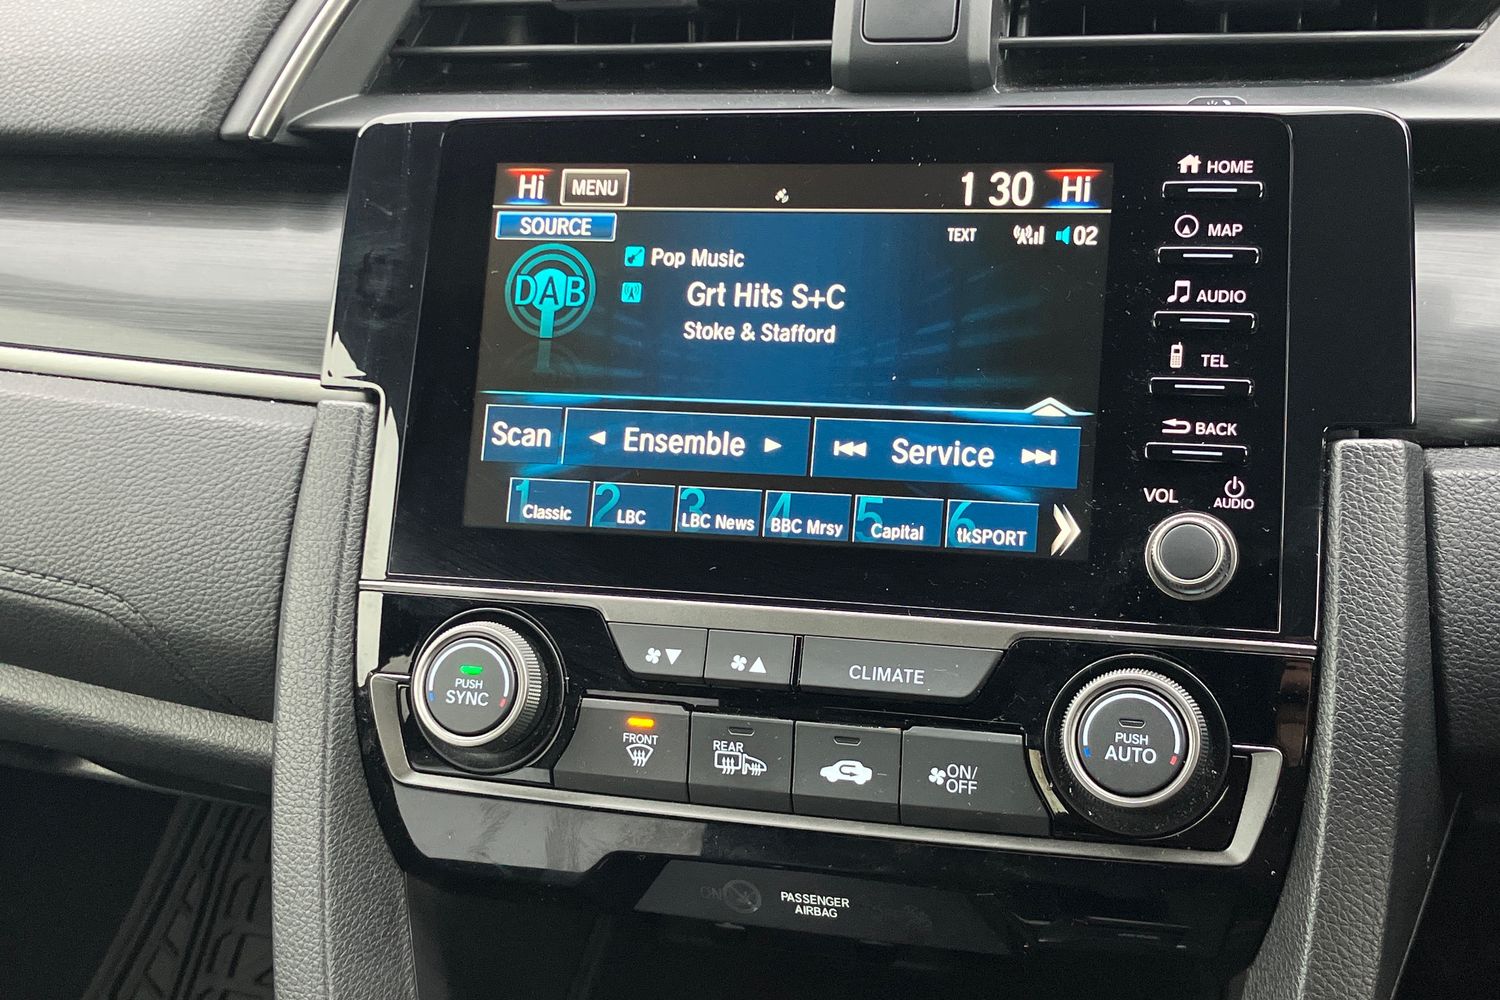 Hi MENU 1 30 Hi
SOURCE
TEXT 02
DAB
Pop Music
Grt Hits S+C
Stoke & Stafford
Scan Ensemble Service
1 Classic 2 LBC 3 LBC News 4 BBC Mrsy 5 Capital 6 tkSPORT
HOME
MAP
AUDIO
TEL
BACK
VOL AUDIO
PUSH
SYNC
CLIMATE
FRONT
REAR
ON/
OFF
PUSH
AUTO
PASSENGER
AIRBAG